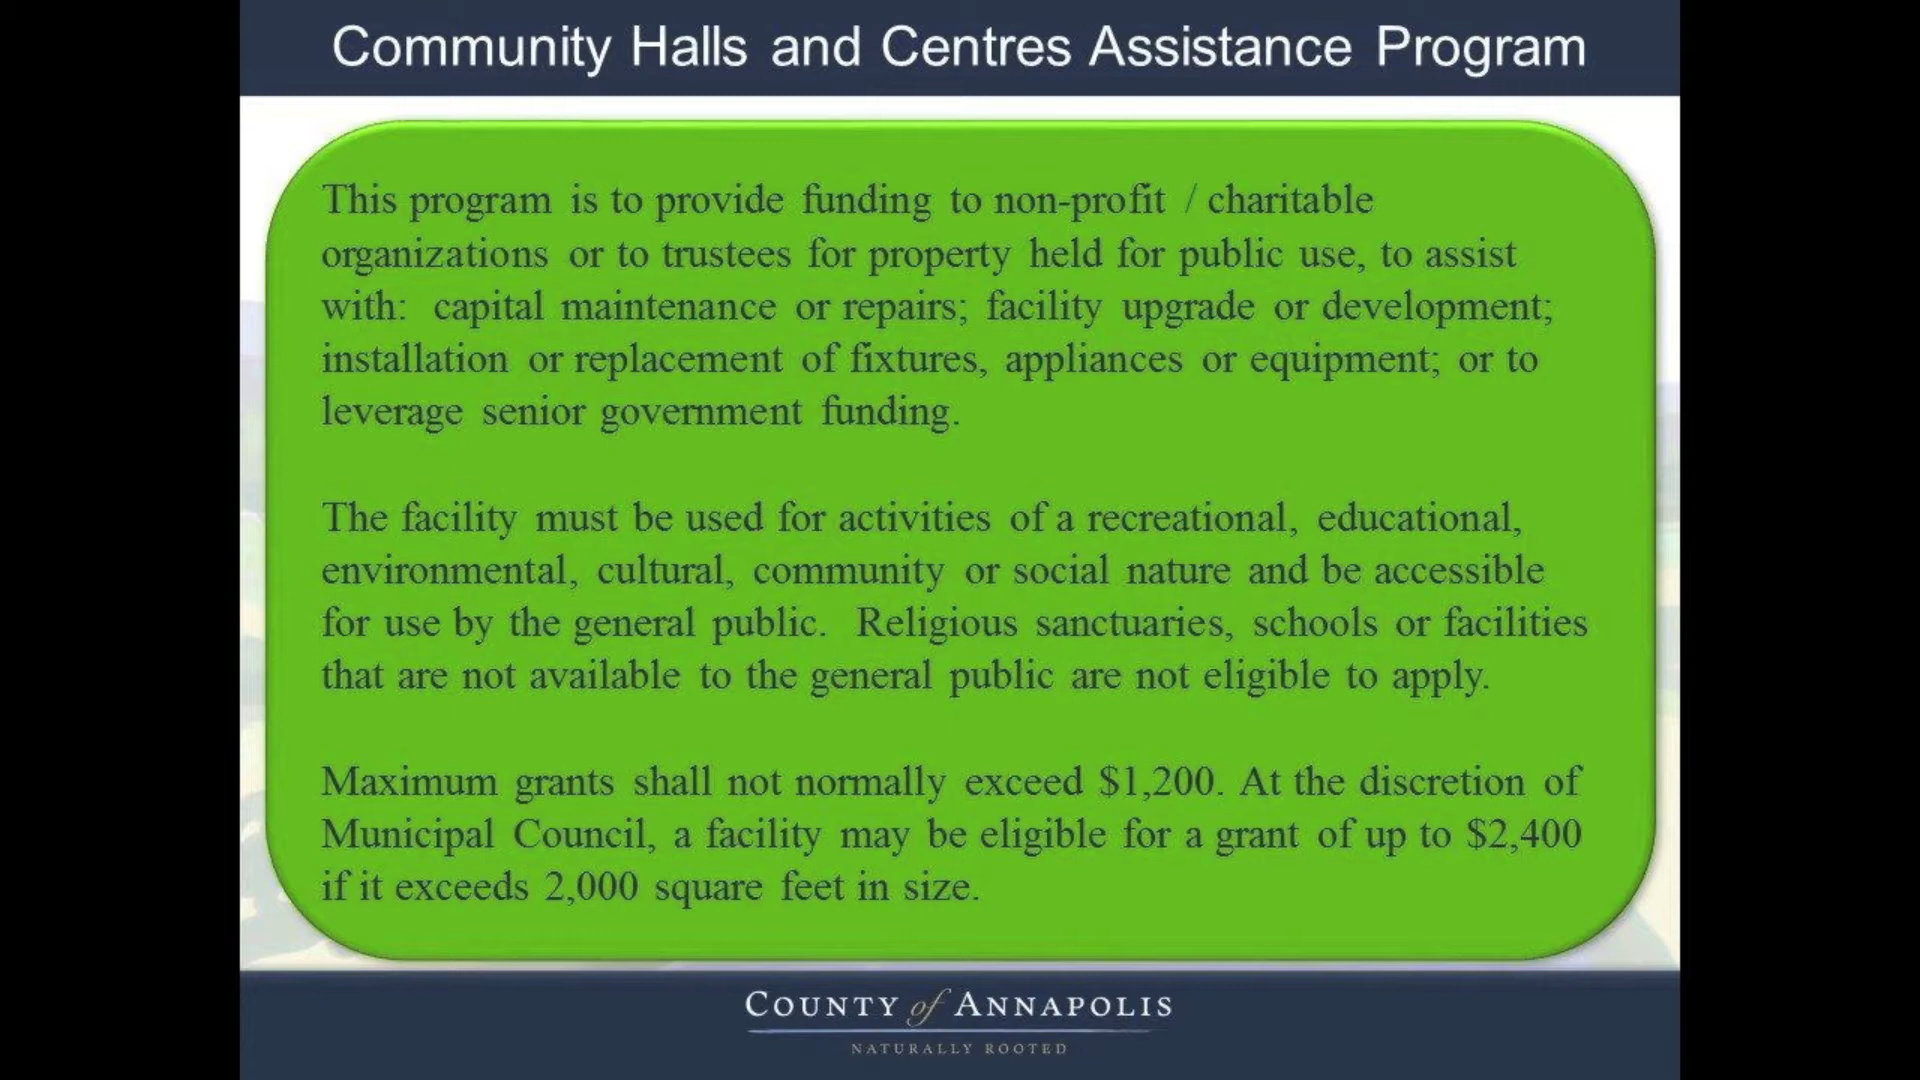 Community Halls and Centres Assistance Program
This program is to provide funding to non-profit / charitable
organizations or to trustees for property held for public use, to assist
with: capital maintenance or repairs; facility upgrade or development;
installation or replacement of fixtures, appliances or equipment; or to
leverage senior government funding.
The facility must be used for activities of a recreational, educational,
environmental, cultural, community or social nature and be accessible
for use by the general public. Religious sanctuaries, schools or facilities
that are not available to the general public are not eligible to apply.
Maximum grants shall not normally exceed $1,200. At the discretion of
Municipal Council, a facility may be eligible for a grant of up to $2,400
if it exceeds 2,000 square feet in size.
COUNTY of ANNAPOLIS
NATURALLY ROOTED